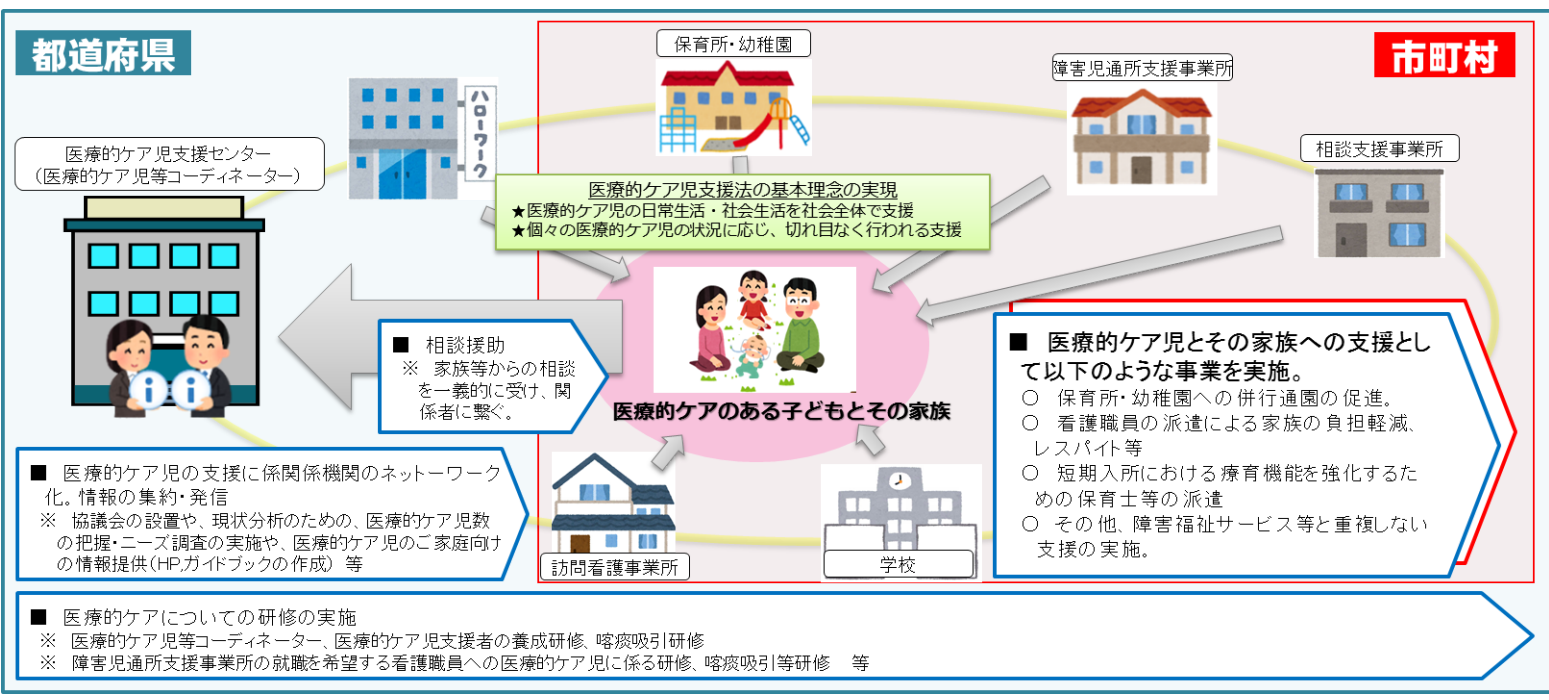 都道府県
市町村
保育所・幼稚園
障害児通所支援事業所
ハローワーク
相談支援事業所
医療的ケア児支援センター
（医療的ケア児等コーディネーター）
医療的ケア児支援法の基本理念の実現
★医療的ケア児の日常生活・社会生活を社会全体で支援
★個々の医療的ケア児の状況に応じ、切れ目なく行われる支援
■ 相談援助
※ 家族等からの相談
を一義的に受け、関
係者に繋ぐ。
医療的ケアのある子どもとその家族
■ 医療的ケア児とその家族への支援とし
て以下のような事業を実施。
○ 保育所・幼稚園への併行通園の促進。
○ 看護職員の派遣による家族の負担軽減、
レスパイト等
○ 短期入所における療育機能を強化するた
めの保育士等の派遣
○ その他、障害福祉サービス等と重複しない
支援の実施。
■ 医療的ケア児の支援に係関係機関のネットーワーク
化。情報の集約・発信
※ 協議会の設置や、現状分析のための、医療的ケア児数
の把握・ニーズ調査の実施や、医療的ケア児のご家庭向け
の情報提供(HP,ガイドブックの作成) 等
訪問看護事業所
学校
■ 医療的ケアについての研修の実施
※ 医療的ケア児等コーディネーター、医療的ケア児支援者の養成研修、喀痰吸引研修
※ 障害児通所支援事業所の就職を希望する看護職員への医療的ケア児に係る研修、喀痰吸引等研修 等